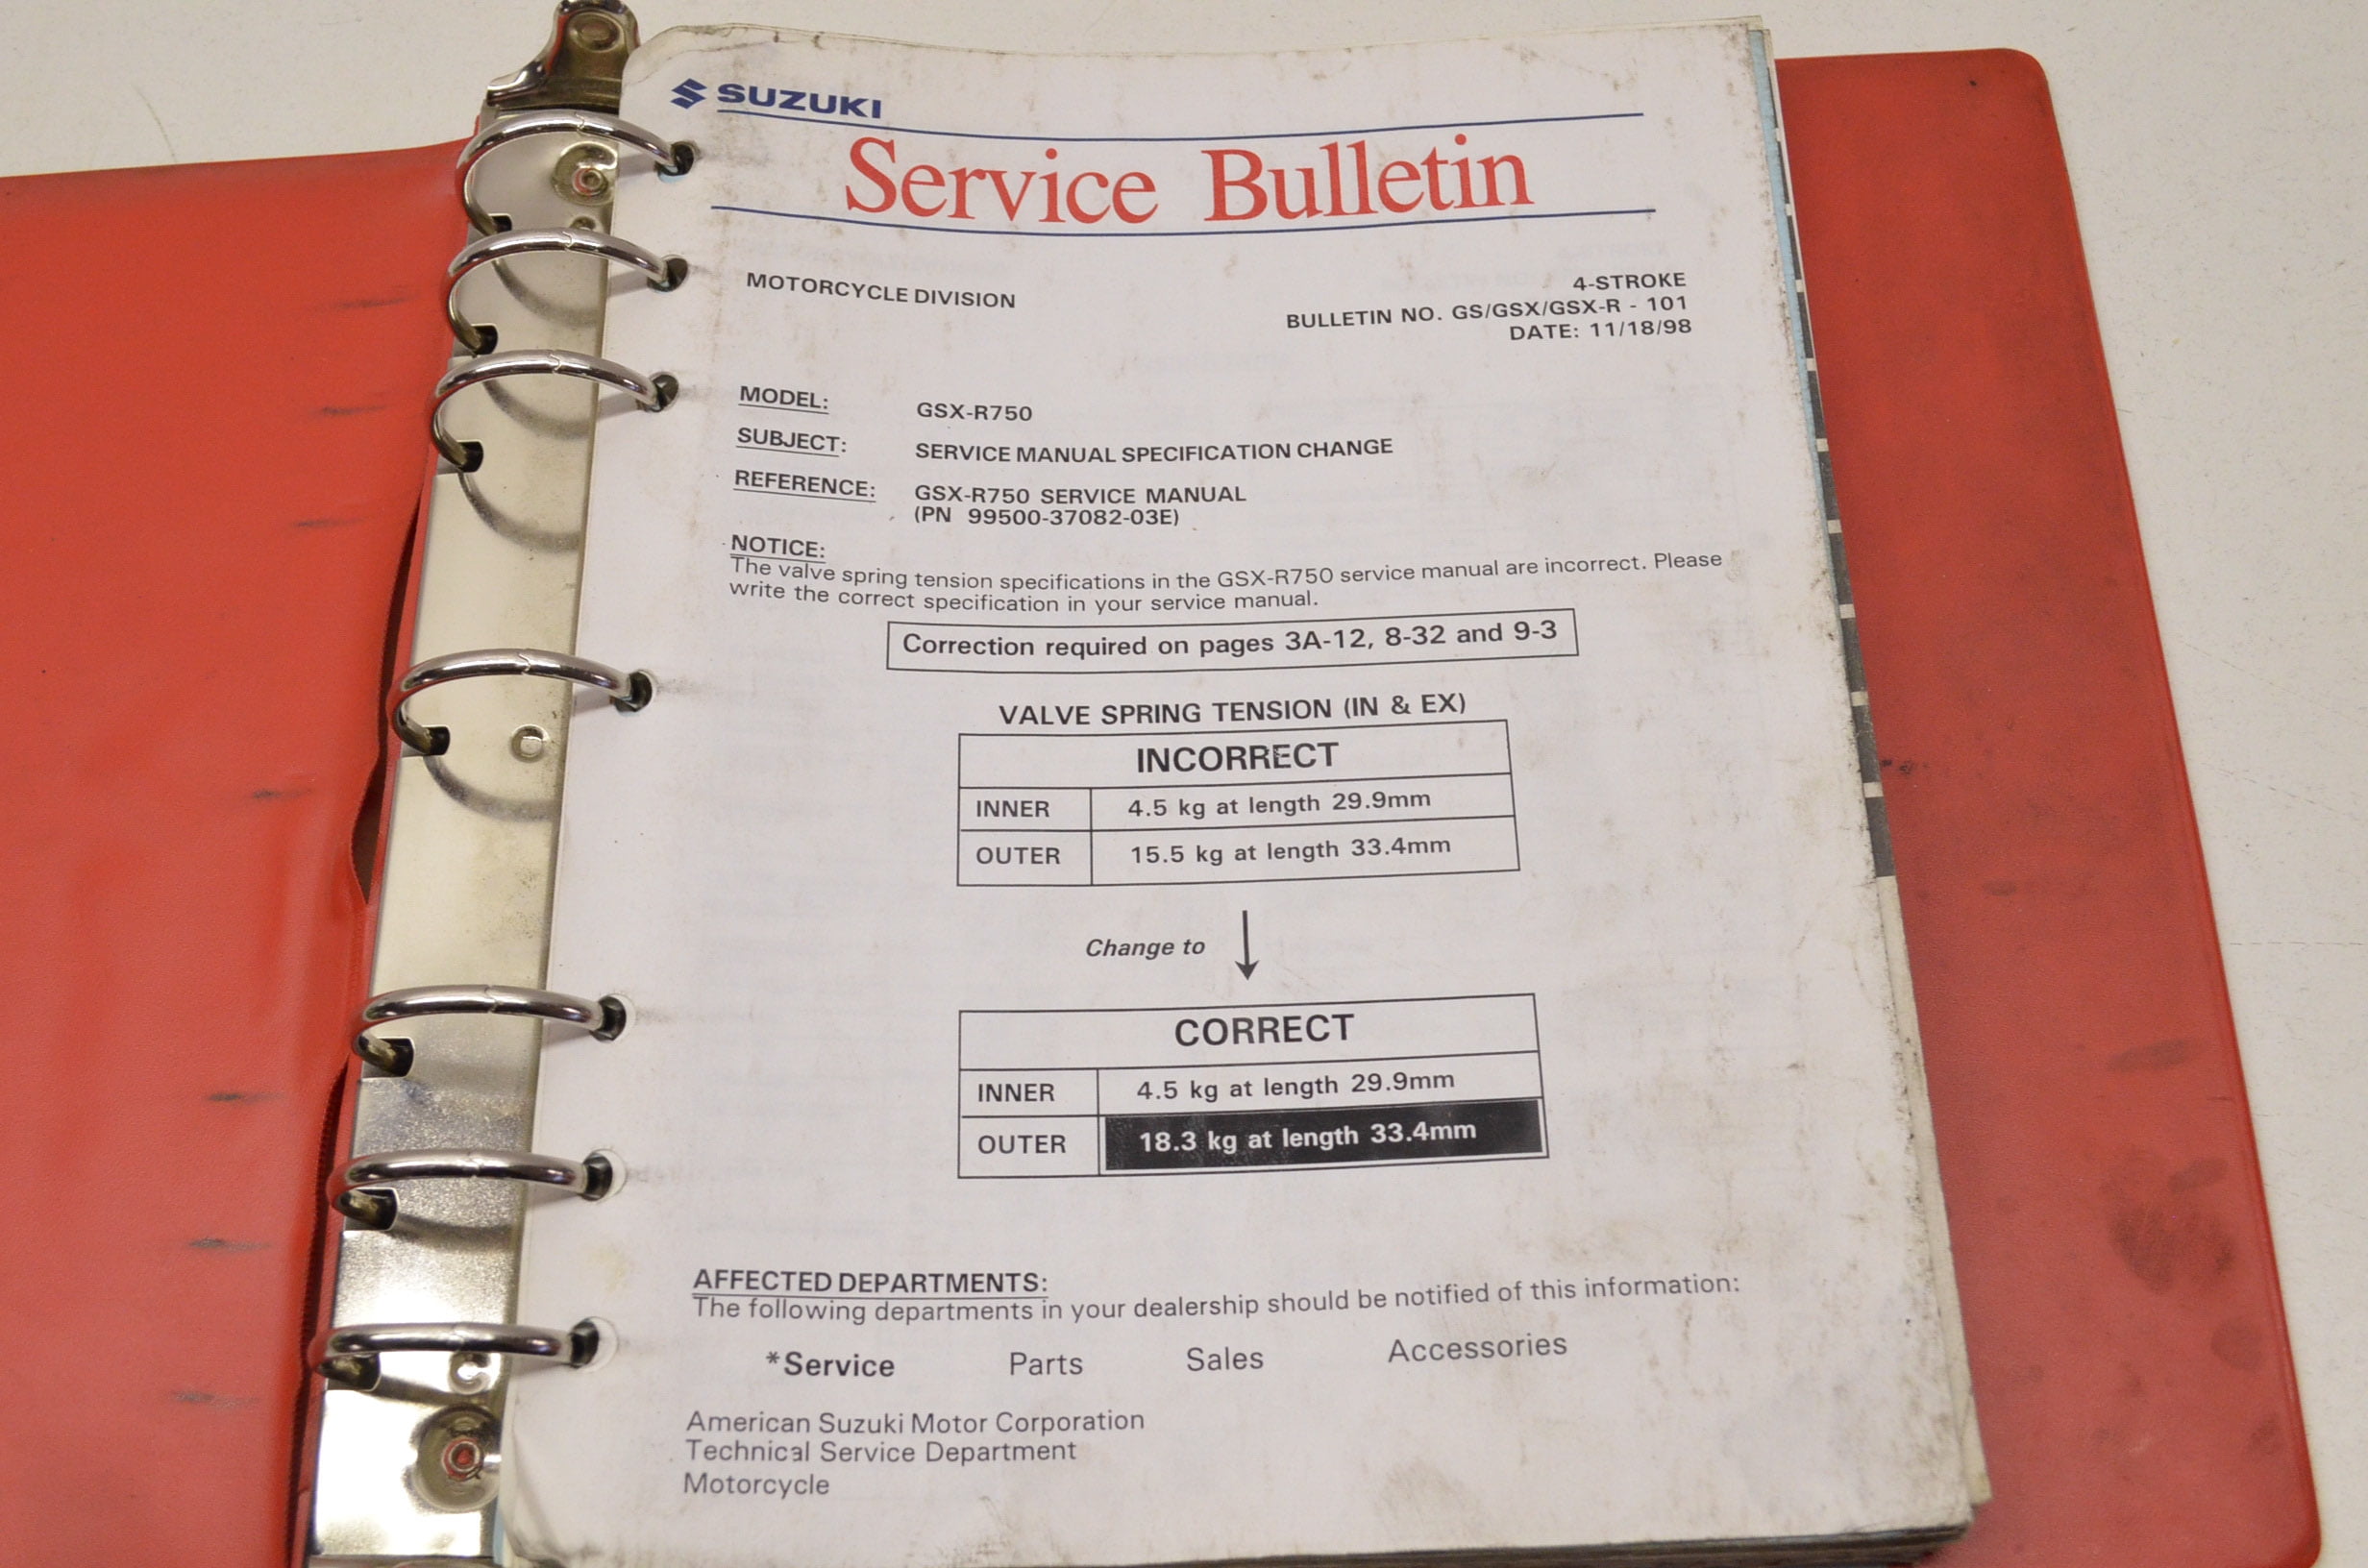 SUZUKI
Service Bulletin
MOTORCYCLE DIVISION
4-STROKE
BULLETIN NO. GS/GSX/GSX-R - 101
DATE: 11/18/98
MODEL: GSX-R750
SUBJECT: SERVICE MANUAL SPECIFICATION CHANGE
REFERENCE: GSX-R750 SERVICE MANUAL
(PN 99500-37082-03E)
NOTICE:
The valve spring tension specifications in the GSX-R750 service manual are incorrect. Please
write the correct specification in your service manual.
Correction required on pages 3A-12, 8-32 and 9-3
VALVE SPRING TENSION (IN & EX)
INCORRECT
INNER 4.5 kg at length 29.9mm
OUTER 15.5 kg at length 33.4mm
Change to
CORRECT
INNER 4.5 kg at length 29.9mm
OUTER 18.3 kg at length 33.4mm
AFFECTED DEPARTMENTS:
The following departments in your dealership should be notified of this information:
*Service Parts Sales Accessories
American Suzuki Motor Corporation
Technical Service Department
Motorcycle